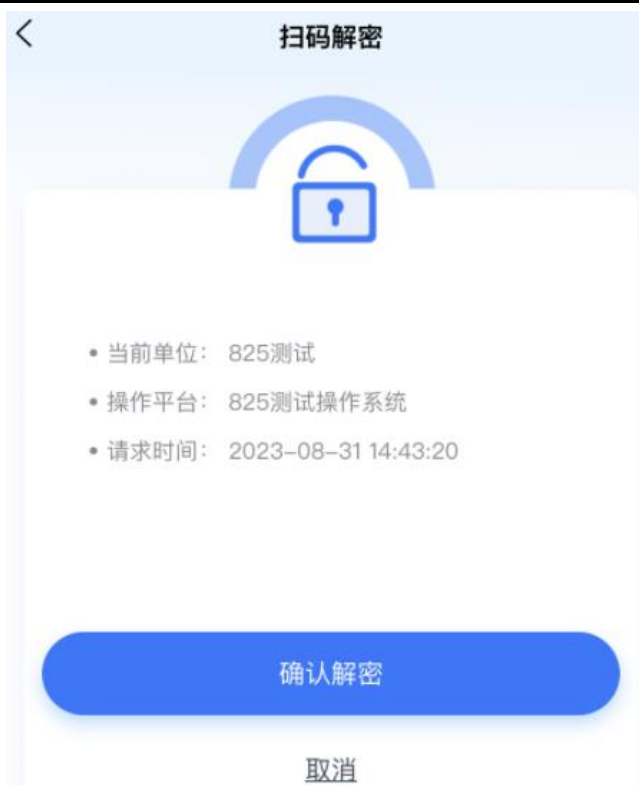 扫码解密
• 当前单位： 825测试
• 操作平台： 825测试操作系统
• 请求时间： 2023-08-31 14:43:20
确认解密
取消